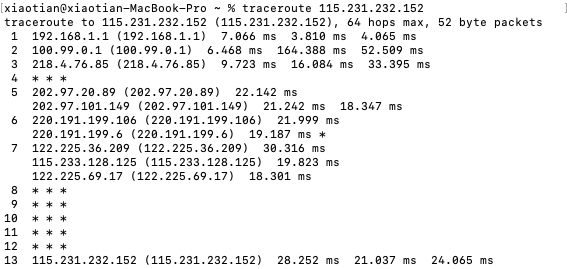 [xiaotian@xiaotian-MacBook-Pro ~ % traceroute 115.231.232.152 ]
traceroute to 115.231.232.152 (115.231.232.152), 64 hops max, 52 byte packets
 1  192.168.1.1 (192.168.1.1)  7.066 ms  3.810 ms  4.065 ms
 2  100.99.0.1 (100.99.0.1)  6.468 ms  164.388 ms  52.509 ms
 3  218.4.76.85 (218.4.76.85)  9.723 ms  16.084 ms  33.395 ms
 4  * * *
 5  202.97.20.89 (202.97.20.89)  22.142 ms
    202.97.101.149 (202.97.101.149)  21.242 ms  18.347 ms
 6  220.191.199.106 (220.191.199.106)  21.999 ms
    220.191.199.6 (220.191.199.6)  19.187 ms *
 7  122.225.36.209 (122.225.36.209)  30.316 ms
    115.233.128.125 (115.233.128.125)  19.823 ms
    122.225.69.17 (122.225.69.17)  18.301 ms
 8  * * *
 9  * * *
10  * * *
11  * * *
12  * * *
13  115.231.232.152 (115.231.232.152)  28.252 ms  21.037 ms  24.065 ms